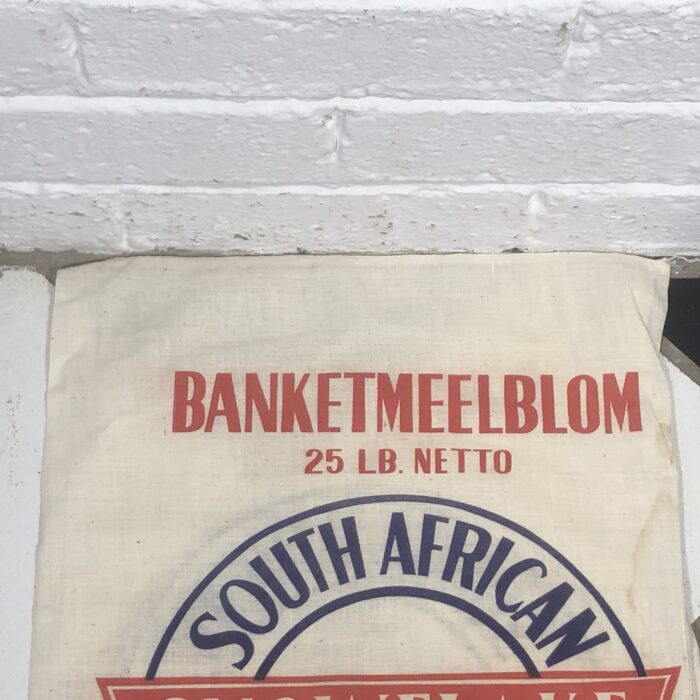 BANKETMEELBLOM
25 LB. NETTO
SOUTH AFRICAN